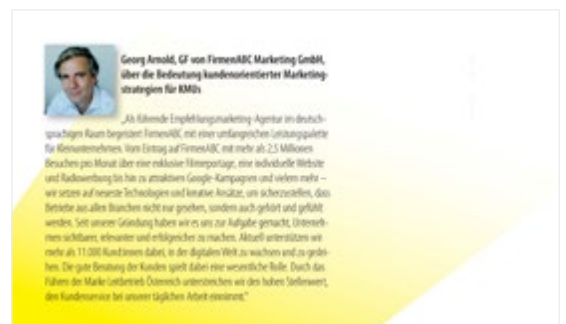 Georg Arnold, GF von FirmenABC Marketing GmbH,
über die Bedeutung kundenorientierter Marketing-
strategien für KMUs
„Als führende Empfehlungsmarketing-Agentur im deutsch-
sprachigen Raum begeistert FirmenABC mit einer umfangreichen Leistungspalette
für Kleinunternehmen. Vom Eintrag auf FirmenABC mit mehr als 2,5 Millionen
Besuchen pro Monat über eine exklusive Filmreportage, eine individuelle Website
und Radiowerbung bis hin zu attraktiven Google-Kampagnen und vielem mehr –
wir setzen auf neueste Technologien und kreative Ansätze, um sicherzustellen, dass
Betriebe aus allen Branchen nicht nur gesehen, sondern auch gehört und gefühlt
werden. Seit unserer Gründung haben wir es uns zur Aufgabe gemacht, Unterneh-
men sichtbarer, relevanter und erfolgreicher zu machen. Aktuell unterstützen wir
mehr als 11.000 Kund:innen dabei, in der digitalen Welt zu wachsen und zu gedei-
hen. Die gute Beratung der Kunden spielt dabei eine wesentliche Rolle. Durch das
Führen der Marke Leitbetrieb Österreich unterstreichen wir den hohen Stellenwert,
den Kundenservice bei unserer täglichen Arbeit einnimmt.“